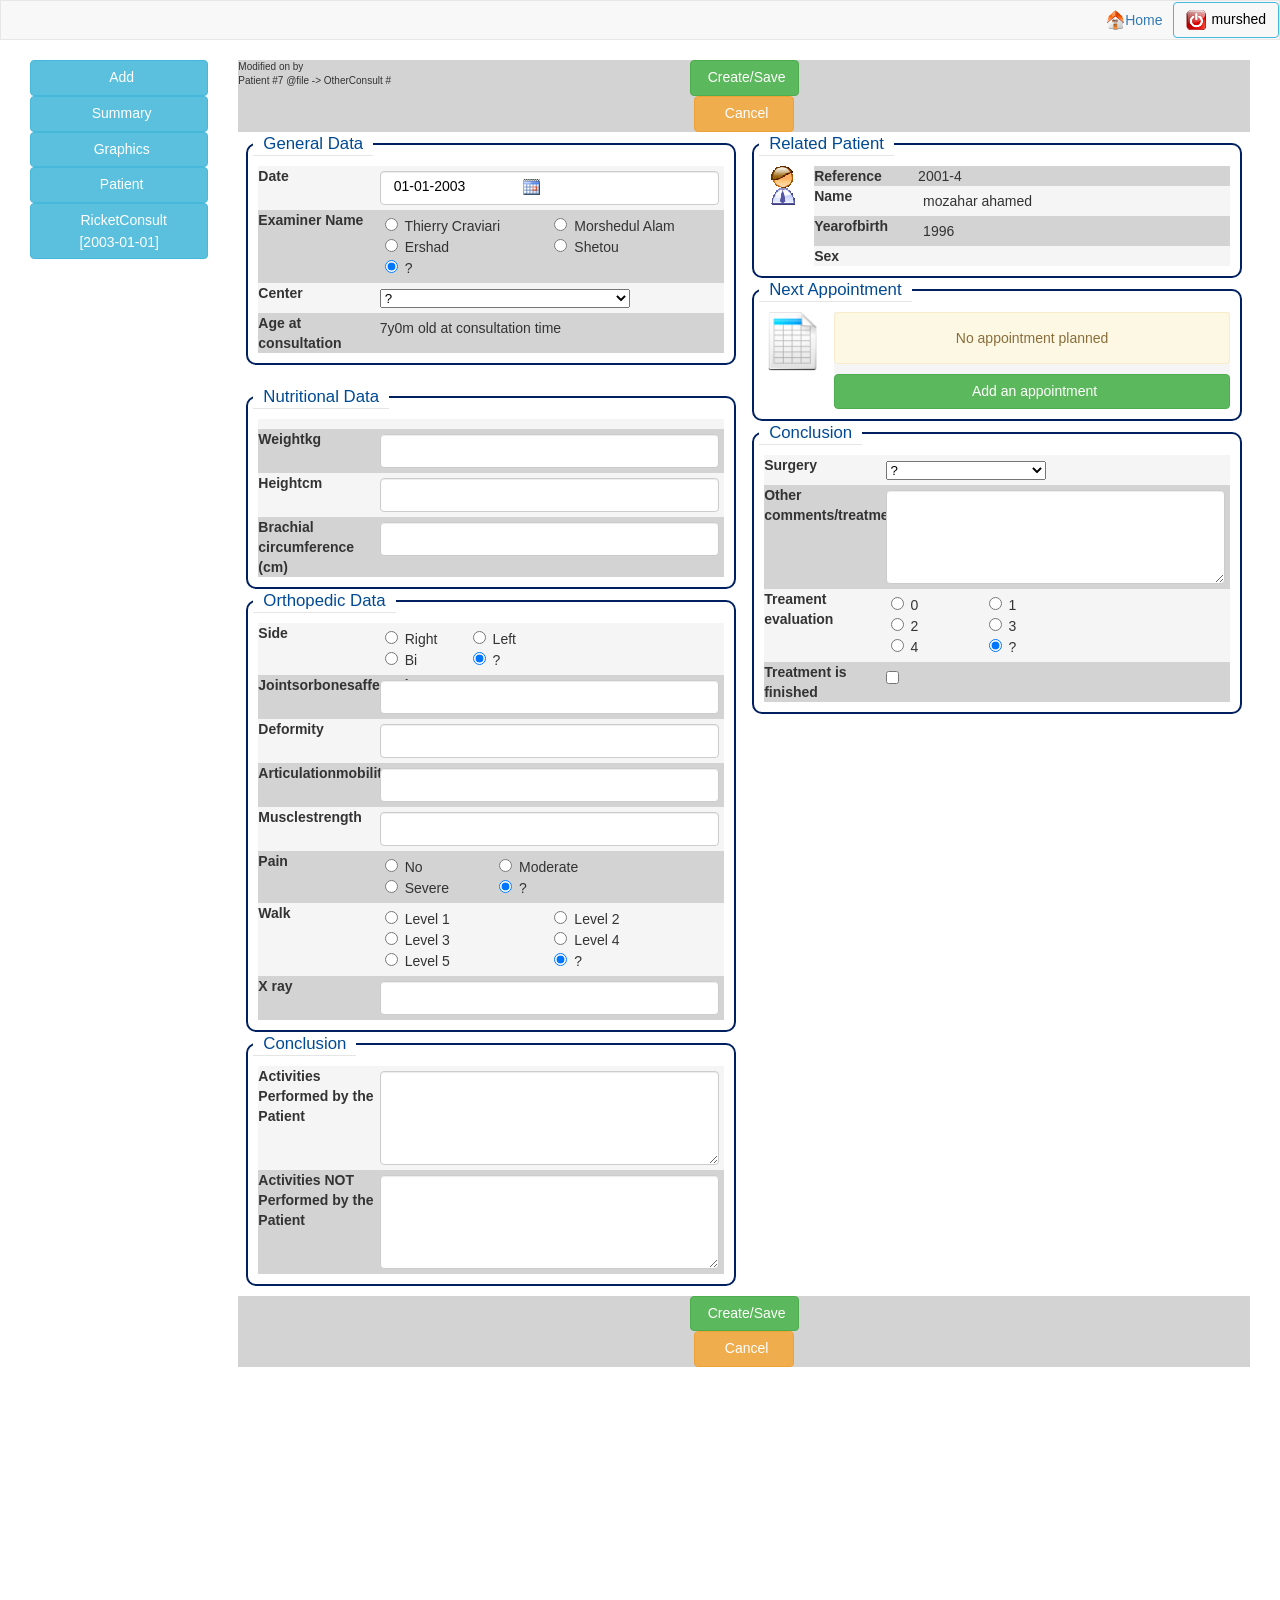 Home
murshed
Add
Summary
Graphics
Patient
RicketConsult
[2003-01-01]
Modified on by
Patient #7 @file -> OtherConsult #
Create/Save
Cancel
General Data
Date
01-01-2003
Examiner Name
Thierry Craviari
Morshedul Alam
Ershad
Shetou
?
Center
?
Age at
consultation
7y0m old at consultation time
Nutritional Data
Weightkg
Heightcm
Brachial
circumference
(cm)
Orthopedic Data
Side
Right
Left
Bi
?
Jointsorbonesaffe
Deformity
Articulationmobilit
Musclestrength
Pain
No
Moderate
Severe
?
Walk
Level 1
Level 2
Level 3
Level 4
Level 5
?
X ray
Conclusion
Activities
Performed by the
Patient
Activities NOT
Performed by the
Patient
Related Patient
Reference
2001-4
Name
mozahar ahamed
Yearofbirth
1996
Sex
Next Appointment
No appointment planned
Add an appointment
Conclusion
Surgery
?
Other
comments/treatme
Treament
evaluation
0
1
2
3
4
?
Treatment is
finished
Create/Save
Cancel